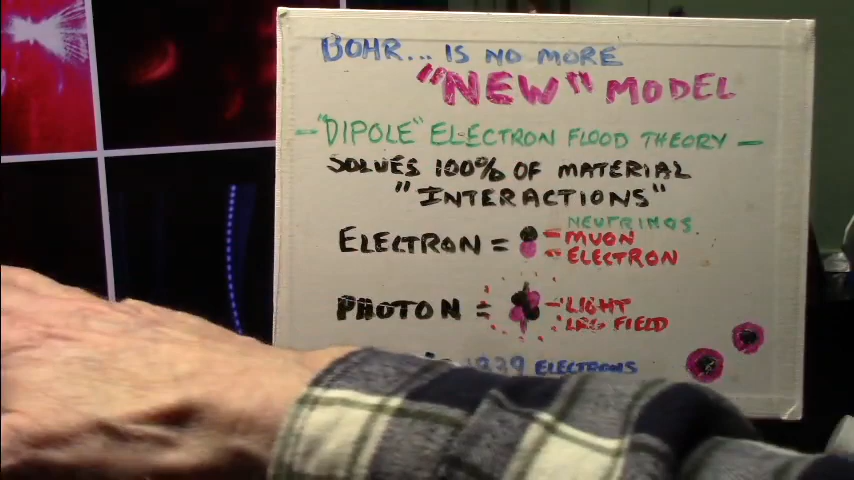 BOHR... IS NO MORE
"NEW" MODEL
- "DIPOLE" ELECTRON FLOOD THEORY -
SOLVES 100% OF MATERIAL
"INTERACTIONS"
NEUTRINOS.
ELECTRON = - MUON
- ELECTRON
PHOTON = - LIGHT
FIELD
1839 ELECTRONS